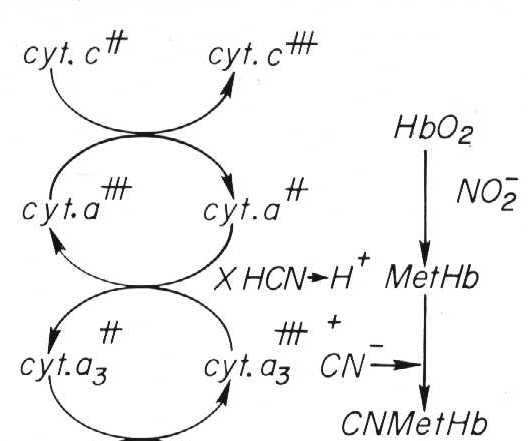 cyt. c⧺ cyt. c⧻
HbO₂
NO₂⁻
cyt.a⧻ cyt.a⧺
X HCN→H⁺ MetHb
cyt.a₃⧺ cyt.a₃⧻ + CN⁻→
CNMetHb